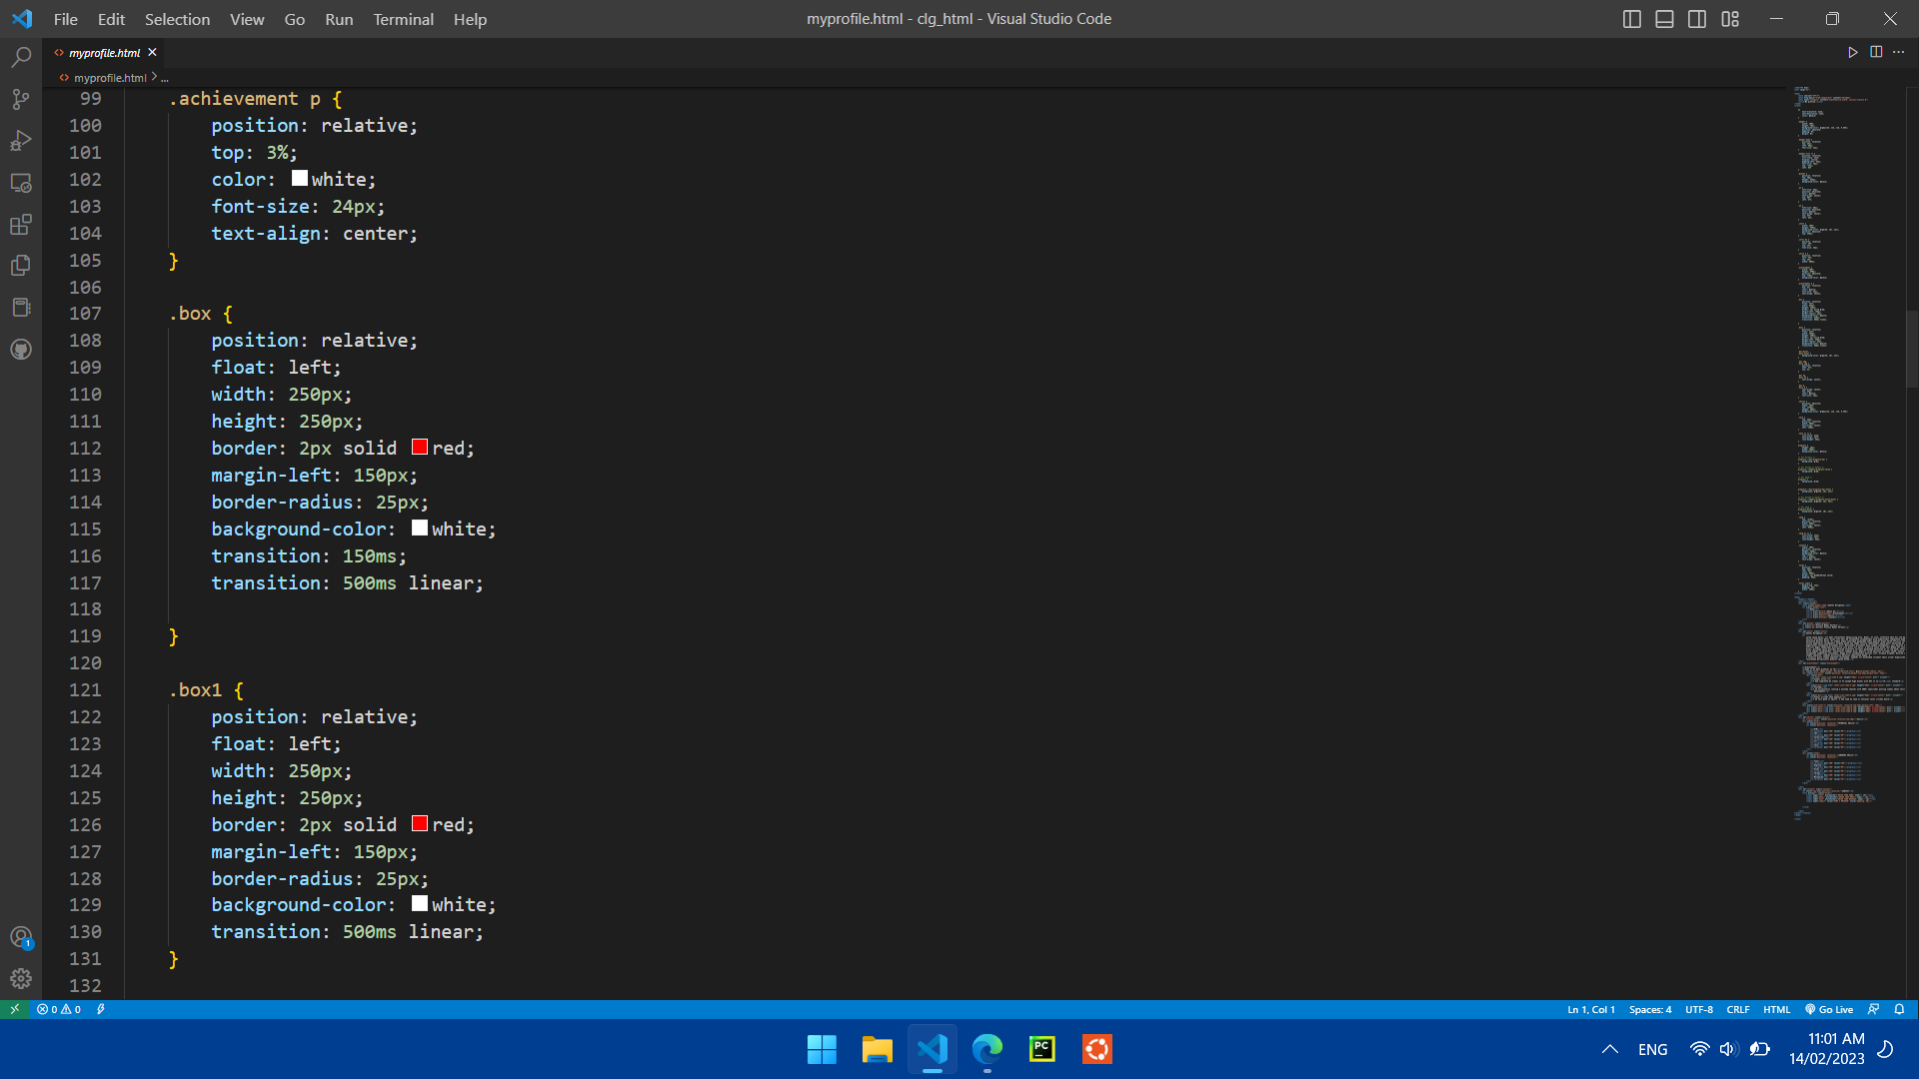 File Edit Selection View Go Run Terminal Help
myprofile.html - clg_html - Visual Studio Code
myprofile.html
myprofile.html > ...
99 .achievement p {
100 position: relative;
101 top: 3%;
102 color: white;
103 font-size: 24px;
104 text-align: center;
105 }
106
107 .box {
108 position: relative;
109 float: left;
110 width: 250px;
111 height: 250px;
112 border: 2px solid red;
113 margin-left: 150px;
114 border-radius: 25px;
115 background-color: white;
116 transition: 150ms;
117 transition: 500ms linear;
118
119 }
120
121 .box1 {
122 position: relative;
123 float: left;
124 width: 250px;
125 height: 250px;
126 border: 2px solid red;
127 margin-left: 150px;
128 border-radius: 25px;
129 background-color: white;
130 transition: 500ms linear;
131 }
132
1
0 0
Ln 1, Col 1 Spaces: 4 UTF-8 CRLF HTML Go Live
PC
ENG
11:01 AM
14/02/2023